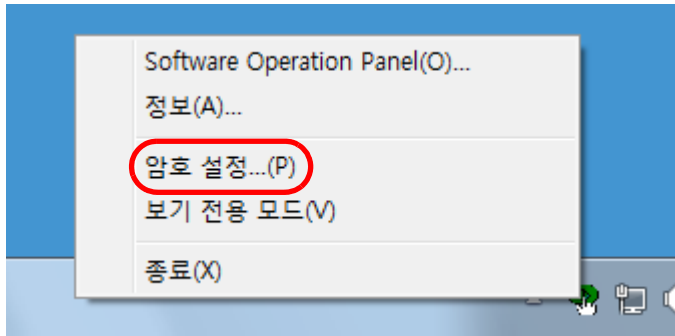 Software Operation Panel(O)...
정보(A)...
암호 설정...(P)
보기 전용 모드(V)
종료(X)